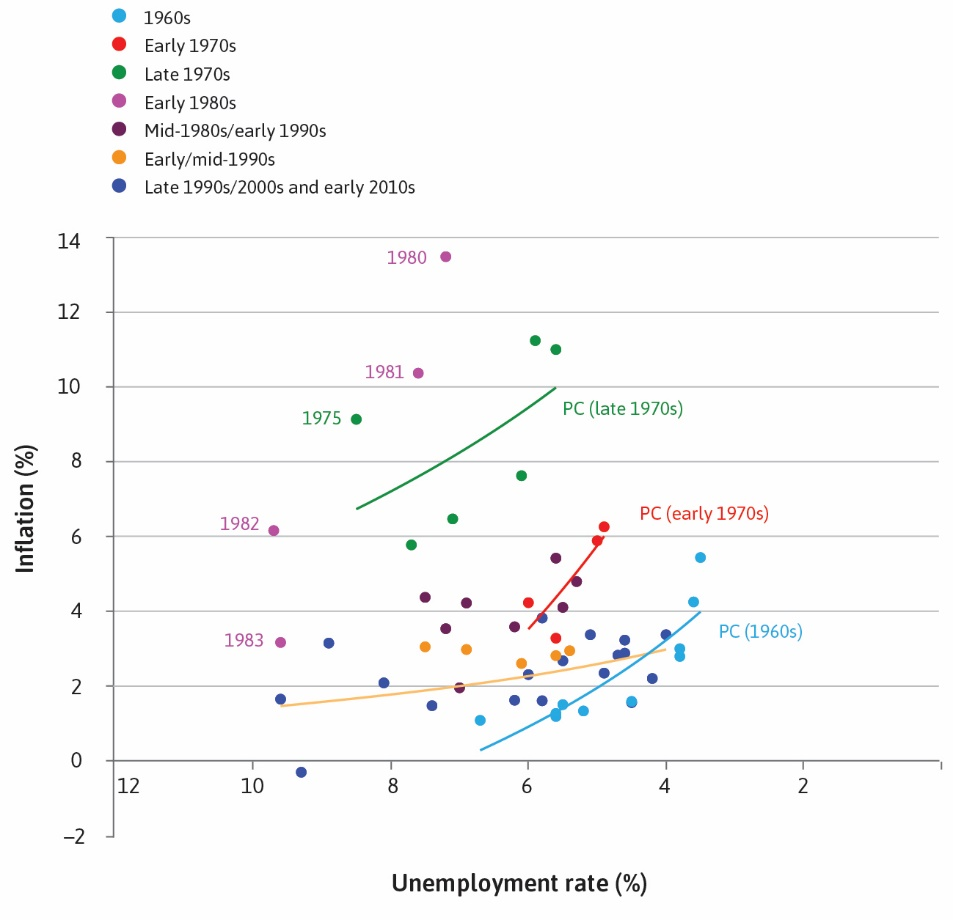 1960s
Early 1970s
Late 1970s
Early 1980s
Mid-1980s/early 1990s
Early/mid-1990s
Late 1990s/2000s and early 2010s
14
1980
12
1981
10
PC (late 1970s)
1975
8
Inflation (%)
1982
PC (early 1970s)
6
4
1983
PC (1960s)
2
0
12
10
8
6
4
2
–2
Unemployment rate (%)